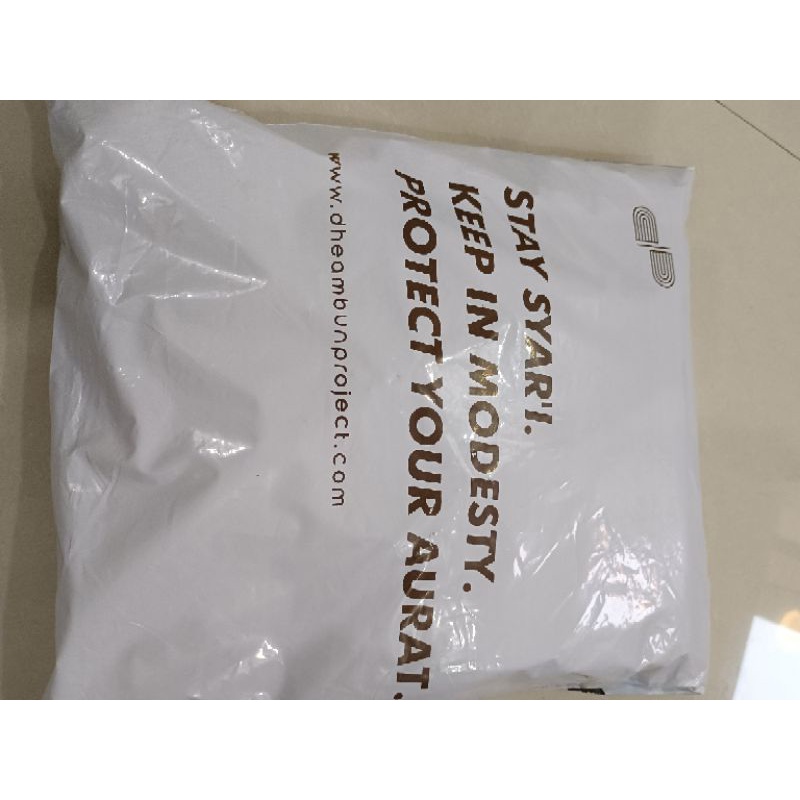 STAY SYAR'I.
KEEP IN MODESTY.
PROTECT YOUR AURAT.
www.dheambunproject.com